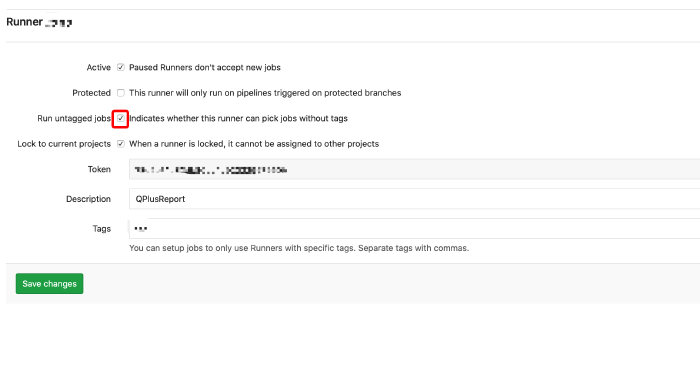 Runner
Active Paused Runners don't accept new jobs
Protected This runner will only run on pipelines triggered on protected branches
Run untagged jobs Indicates whether this runner can pick jobs without tags
Lock to current projects When a runner is locked, it cannot be assigned to other projects
Token
Description QPlusReport
Tags
You can setup jobs to only use Runners with specific tags. Separate tags with commas.
Save changes